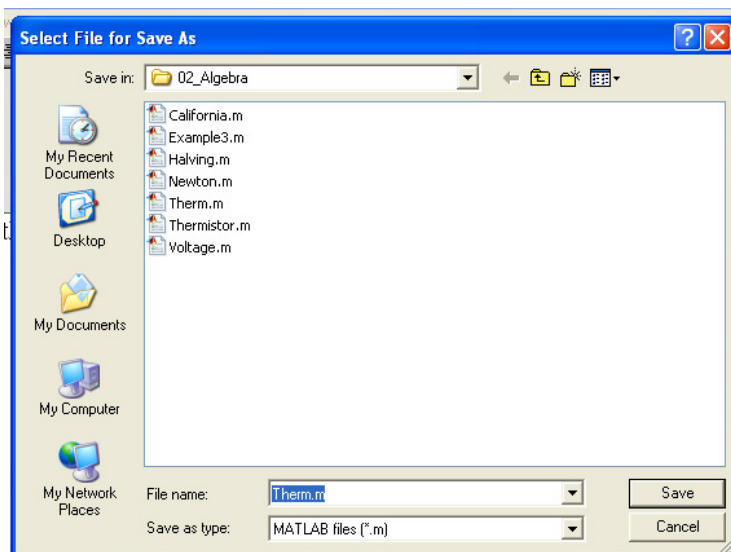 Select File for Save As
Save in: 02_Algebra
California.m
Example3.m
Halving.m
Newton.m
Therm.m
Thermistor.m
Voltage.m
My Recent
Documents
Desktop
My Documents
My Computer
My Network
Places
File name: Therm.m Save
Save as type: MATLAB files (*.m) Cancel